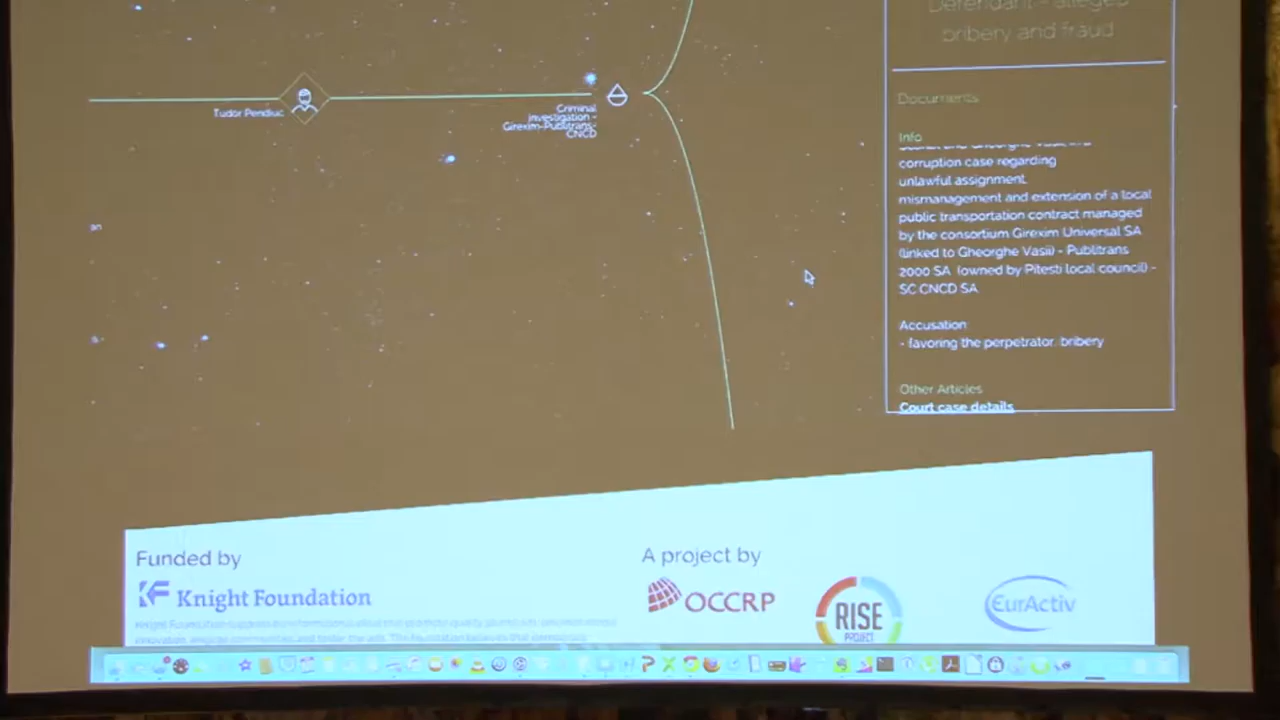 Defendant - alleged
bribery and fraud
Documents
Info
corruption case regarding
unlawful assignment,
mismanagement and extension of a local
public transportation contract managed
by the consortium Girexim Universal SA
(linked to Gheorghe Vasii) - Publitrans
2000 SA (owned by Pitesti local council) -
SC CNCD SA
Accusation:
- favoring the perpetrator, bribery
Other Articles
Court case details
Tudor Pendiuc
Criminal
investigation -
Girexim-Publitrans-
CNCD
an
Funded by
Knight Foundation
A project by
OCCRP
RISE
PROJECT
EurActiv